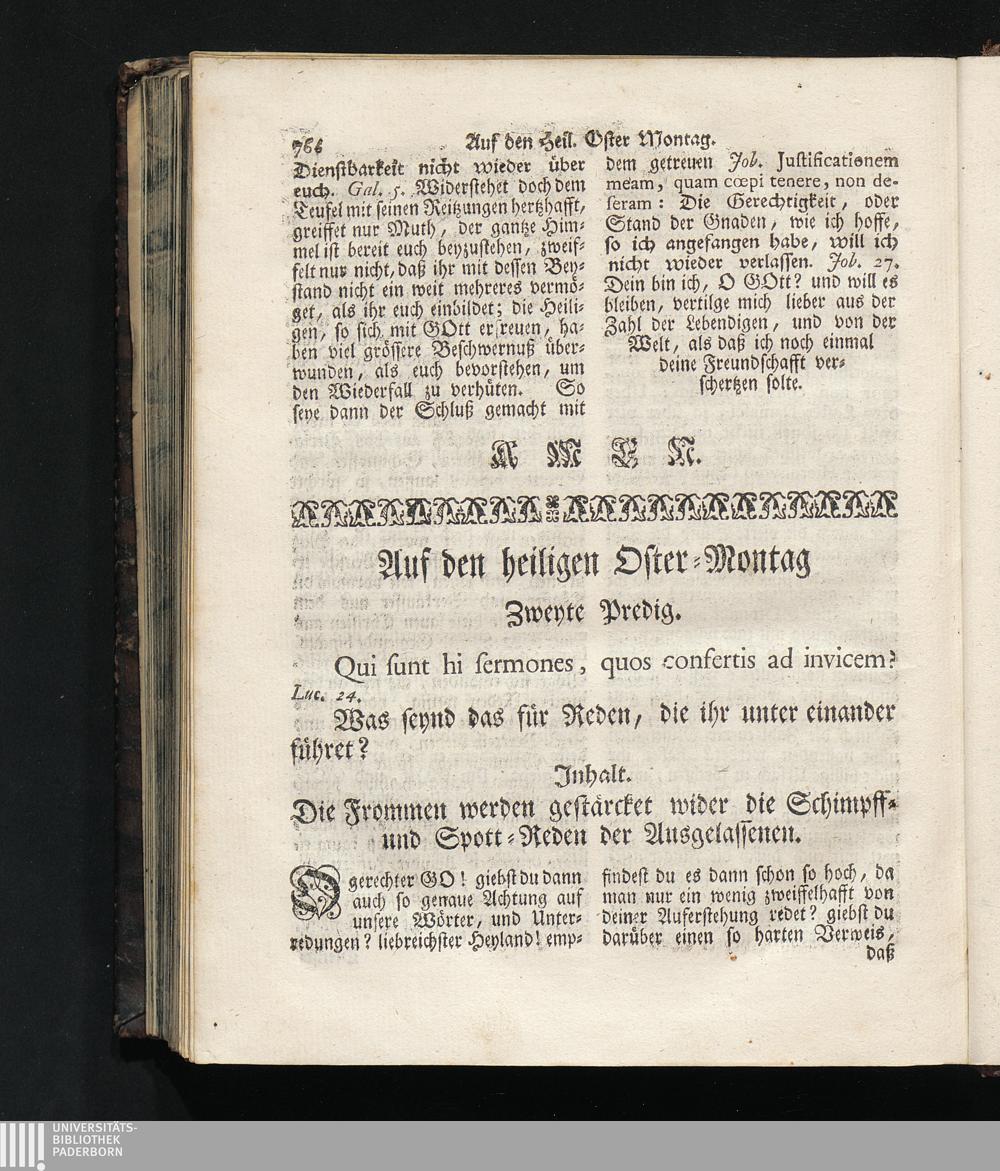 766
Auf den Heil. Oster Montag.
Dienstbarkeit nicht wieder über
euch. Gal. 5. Widerstehet doch dem
Teufel mit seinen Reitzungen hertzhafft,
greiffet nur Muth, der gantze Him⸗
mel ist bereit euch beyzustehen, zweif⸗
felt nur nicht, daß ihr mit dessen Bey⸗
stand nicht ein weit mehreres vermö⸗
get, als ihr euch einbildet; die Heili⸗
gen, so sich mit GOtt erfreuen, ha⸗
ben viel grössere Beschwernuß über⸗
wunden, als euch bevorstehen, um
den Wiederfall zu verhüten. So
seye dann der Schluß gemacht mit
dem getreuen Job. Justificationem
meam, quam cœpi tenere, non de-
seram: Die Gerechtigkeit, oder
Stand der Gnaden, wie ich hoffe,
so ich angefangen habe, will ich
nicht wieder verlassen. Job. 27.
Dein bin ich, O GOtt? und will es
bleiben, vertilge mich lieber aus der
Zahl der Lebendigen, und von der
Welt, als daß ich noch einmal
deine Freundschafft ver⸗
schertzen solte.
A M E N.
Auf den heiligen Oster⸗Montag
Zweyte Predig.
Qui sunt hi sermones, quos confertis ad invicem?
Luc. 24.
Was seynd das für Reden, die ihr unter einander
führet?
Inhalt.
Die Frommen werden gestärcket wider die Schimpff⸗
und Spott⸗Reden der Ausgelassenen.
O gerechter GO! giebst du dann
auch so genaue Achtung auf
unsere Wörter, und Unter⸗
redungen? liebreichster Heyland! emp⸗
findest du es dann schon so hoch, da
man nur ein wenig zweiffelhafft von
deiner Auferstehung redet? giebst du
darüber einen so harten Verweis,
daß
UNIVERSITÄTS-
BIBLIOTHEK
PADERBORN